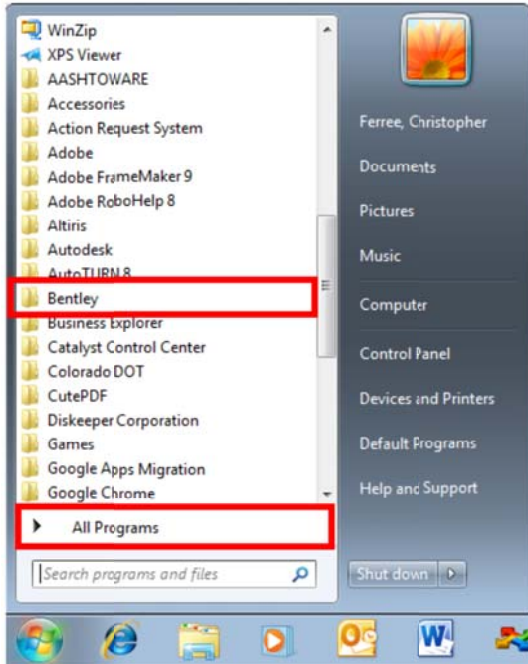 WinZip
XPS Viewer
AASHTOWARE
Accessories
Action Request System
Adobe
Adobe FrameMaker 9
Adobe RoboHelp 8
Altiris
Autodesk
AutoTURN 8
Bentley
Business Explorer
Catalyst Control Center
Colorado DOT
CutePDF
Diskeeper Corporation
Games
Google Apps Migration
Google Chrome
All Programs
Search programs and files
Ferree, Christopher
Documents
Pictures
Music
Computer
Control Panel
Devices and Printers
Default Programs
Help and Support
Shut down